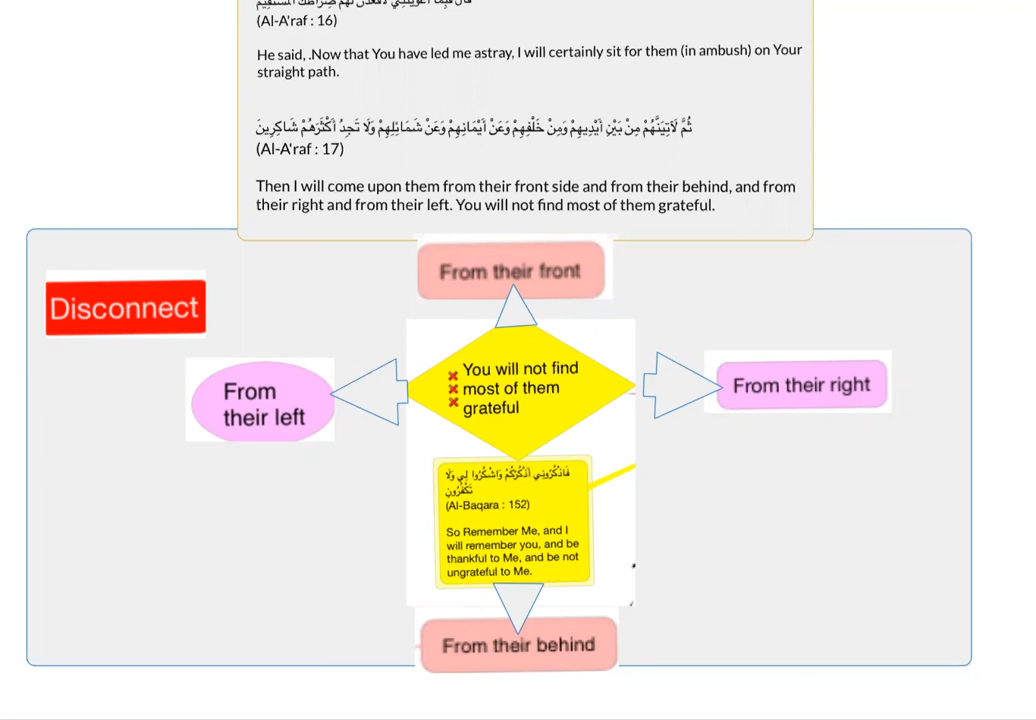 (Al-A'raf : 16)
He said, .Now that You have led me astray, I will certainly sit for them (in ambush) on Your
straight path.
ثُمَّ لَآتِيَنَّهُمْ مِنْ بَيْنِ أَيْدِيهِمْ وَمِنْ خَلْفِهِمْ وَعَنْ أَيْمَانِهِمْ وَعَنْ شَمَائِلِهِمْ وَلَا تَجِدُ أَكْثَرَهُمْ شَاكِرِينَ
(Al-A'raf : 17)
Then I will come upon them from their front side and from their behind, and from
their right and from their left. You will not find most of them grateful.
From their front
Disconnect
You will not find
most of them
grateful
From
their left
From their right
فَاذْكُرُونِي أَذْكُرْكُمْ وَاشْكُرُوا لِي وَلَا
تَكْفُرُونِ
(Al-Baqara : 152)
So Remember Me, and I
will remember you, and be
thankful to Me, and be not
ungrateful to Me.
From their behind